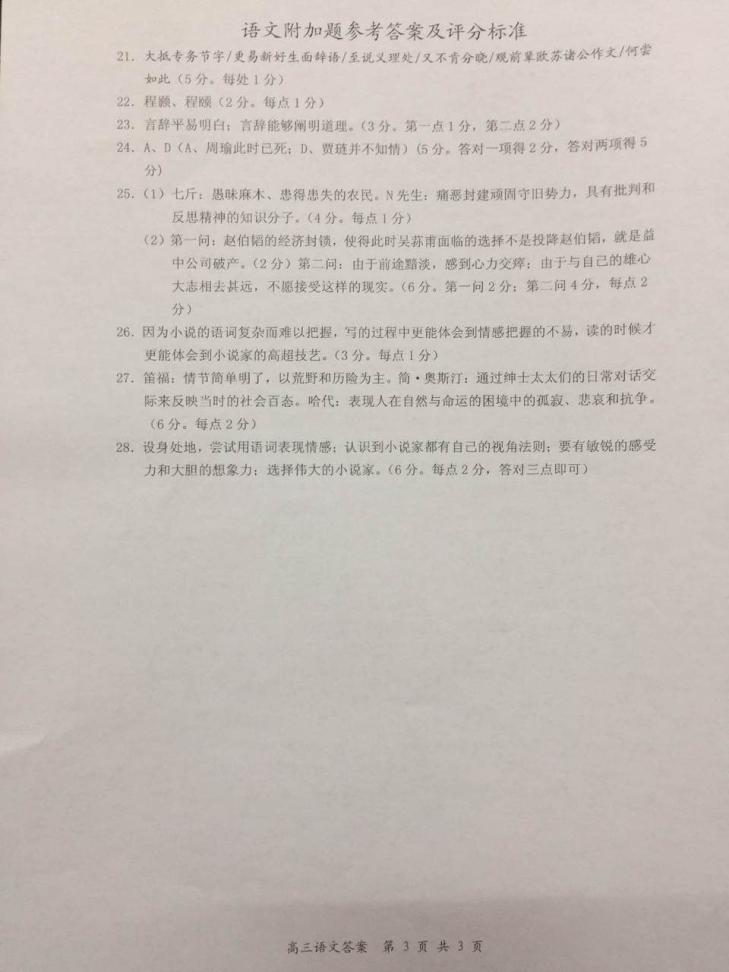 语文附加题参考答案及评分标准
21．大抵专务节字/更易新好生面辞语/至说义理处/又不肯分晓/观前辈欧苏诸公作文/何尝
如此（5 分。每处 1 分）
22．程颢、程颐（2 分。每点 1 分）
23．言辞平易明白；言辞能够阐明道理。（3 分。第一点 1 分，第二点 2 分）
24．A、D（A、周瑜此时已死；D、贾琏并不知情）（5 分。答对一项得 2 分，答对两项得 5
分）
25．（1）七斤：愚昧麻木、患得患失的农民。N 先生：痛恶封建顽固守旧势力，具有批判和
反思精神的知识分子。（4 分。每点 1 分）
（2）第一问：赵伯韬的经济封锁，使得此时吴荪甫面临的选择不是投降赵伯韬，就是益
中公司破产。（2 分）第二问：由于前途黯淡，感到心力交瘁；由于与自己的雄心
大志相去甚远，不愿接受这样的现实。（6 分。第一问 2 分；第二问 4 分，每点 2
分）
26．因为小说的语词复杂而难以把握，写的过程中更能体会到情感把握的不易，读的时候才
更能体会到小说家的高超技艺。（3 分。每点 1 分）
27．笛福：情节简单明了，以荒野和历险为主。简·奥斯汀：通过绅士太太们的日常对话交
际来反映当时的社会百态。哈代：表现人在自然与命运的困境中的孤寂、悲哀和抗争。
（6 分。每点 2 分）
28．设身处地，尝试用语词表现情感；认识到小说家都有自己的视角法则；要有敏锐的感受
力和大胆的想象力；选择伟大的小说家。（6 分。每点 2 分，答对三点即可）
高三语文答案 第 3 页 共 3 页